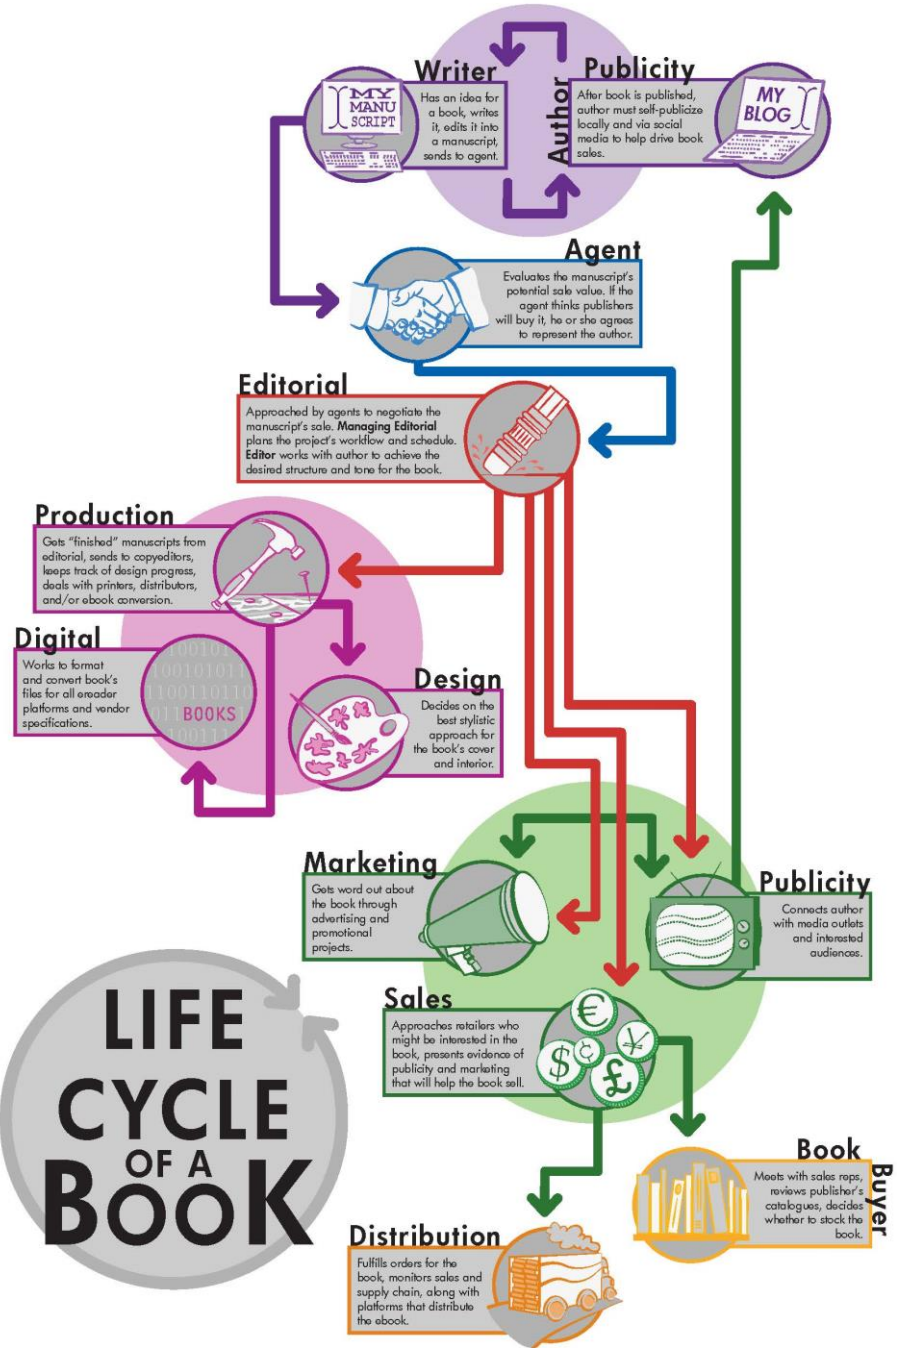 Writer
MY
MANU
SCRIPT
Has an idea for
a book, writes
it, edits it into
a manuscript,
sends to agent.
Author
Publicity
After book is published,
author must self-publicize
locally and via social
media to help drive book
sales.
MY
BLOG
Agent
Evaluates the manuscript's
potential sale value. If the
agent thinks publishers
will buy it, he or she agrees
to represent the author.
Editorial
Approached by agents to negotiate the
manuscript's sale. Managing Editorial
plans the project's workflow and schedule.
Editor works with author to achieve the
desired structure and tone for the book.
Production
Gets "finished" manuscripts from
editorial, sends to copyeditors,
keeps track of design progress,
deals with printers, distributors,
and/or ebook conversion.
Digital
Works to format
and convert book's
files for all ereader
platforms and vendor
specifications.
10010
100101011
1100110110
011 BOOKS 1
100111
Design
Decides on the
best stylistic
approach for
the book's cover
and interior.
Marketing
Gets word out about
the book through
advertising and
promotional
projects.
Publicity
Connects author
with media outlets
and interested
audiences.
Sales
Approaches retailers who
might be interested in the
book, presents evidence of
publicity and marketing
that will help the book sell.
€
$ ¢ ¥
£
LIFE
CYCLE
OF A
BOOK
Book
Buyer
Meets with sales reps,
reviews publisher's
catalogues, decides
whether to stock the
book.
Distribution
Fulfills orders for the
book, monitors sales and
supply chain, along with
platforms that distribute
the ebook.